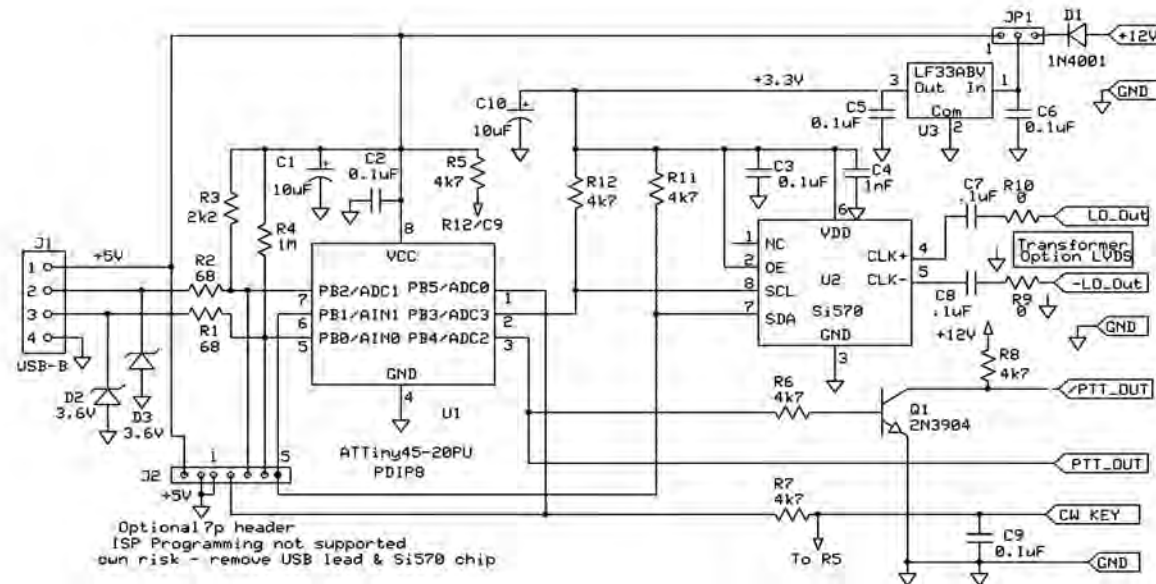 JP1
D1
+12V
1
1N4001
LF33ABV
+3.3V
3
Out In
1
GND
C10
10uF
C5
0.1uF
Com
U3
2
C6
0.1uF
C1
10uF
C2
0.1uF
R5
4k7
R12/C9
R3
2k2
R4
1M
R12
4k7
R11
4k7
C3
0.1uF
C4
1nF
C7
.1uF
R10
0
LO_Out
J1
1
2
3
4
USB-B
+5V
R2
68
R1
68
8
VCC
PB2/ADC1
PB5/ADC0
PB1/AIN1
PB3/ADC3
PB0/AIN0
PB4/ADC2
7
6
5
1
2
3
GND
4
U1
ATTiny45-20PU
PDIP8
6
VDD
1
NC
2
OE
8
SCL
7
SDA
U2
Si570
CLK+
4
CLK-
5
GND
3
Transformer
Option LVDS
C8
.1uF
R9
0
-LO_Out
GND
+12V
R8
4k7
D2
3.6V
D3
3.6V
R6
4k7
Q1
2N3904
/PTT_OUT
PTT_OUT
J2
1
5
+5V
R7
4k7
CW KEY
To R5
C9
0.1uF
GND
Optional 7p header
ISP Programming not supported
own risk - remove USB lead & Si570 chip